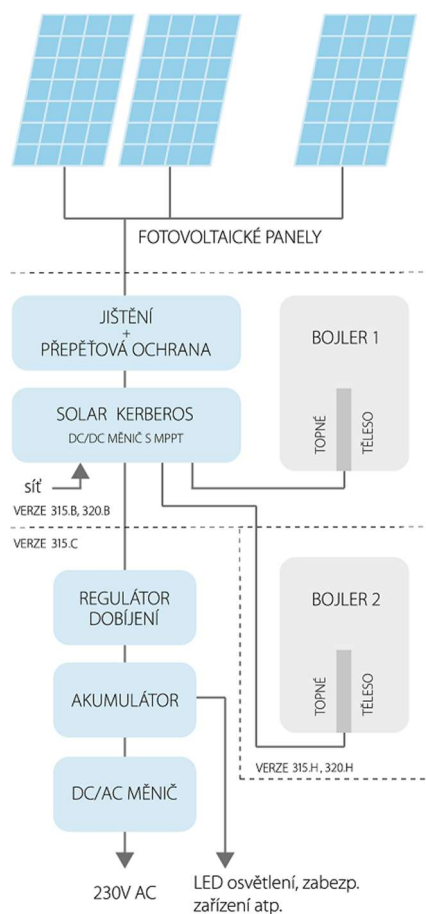 FOTOVOLTAICKÉ PANELY
JIŠTĚNÍ
+
PŘEPĚŤOVÁ OCHRANA
BOJLER 1
TOPNÉ
TĚLESO
SOLAR KERBEROS
DC/DC MĚNIČ S MPPT
síť
VERZE 315.B, 320.B
VERZE 315.C
REGULÁTOR
DOBÍJENÍ
BOJLER 2
TOPNÉ
TĚLESO
AKUMULÁTOR
VERZE 315.H, 320.H
DC/AC MĚNIČ
230V AC
LED osvětlení, zabezp.
zařízení atp.